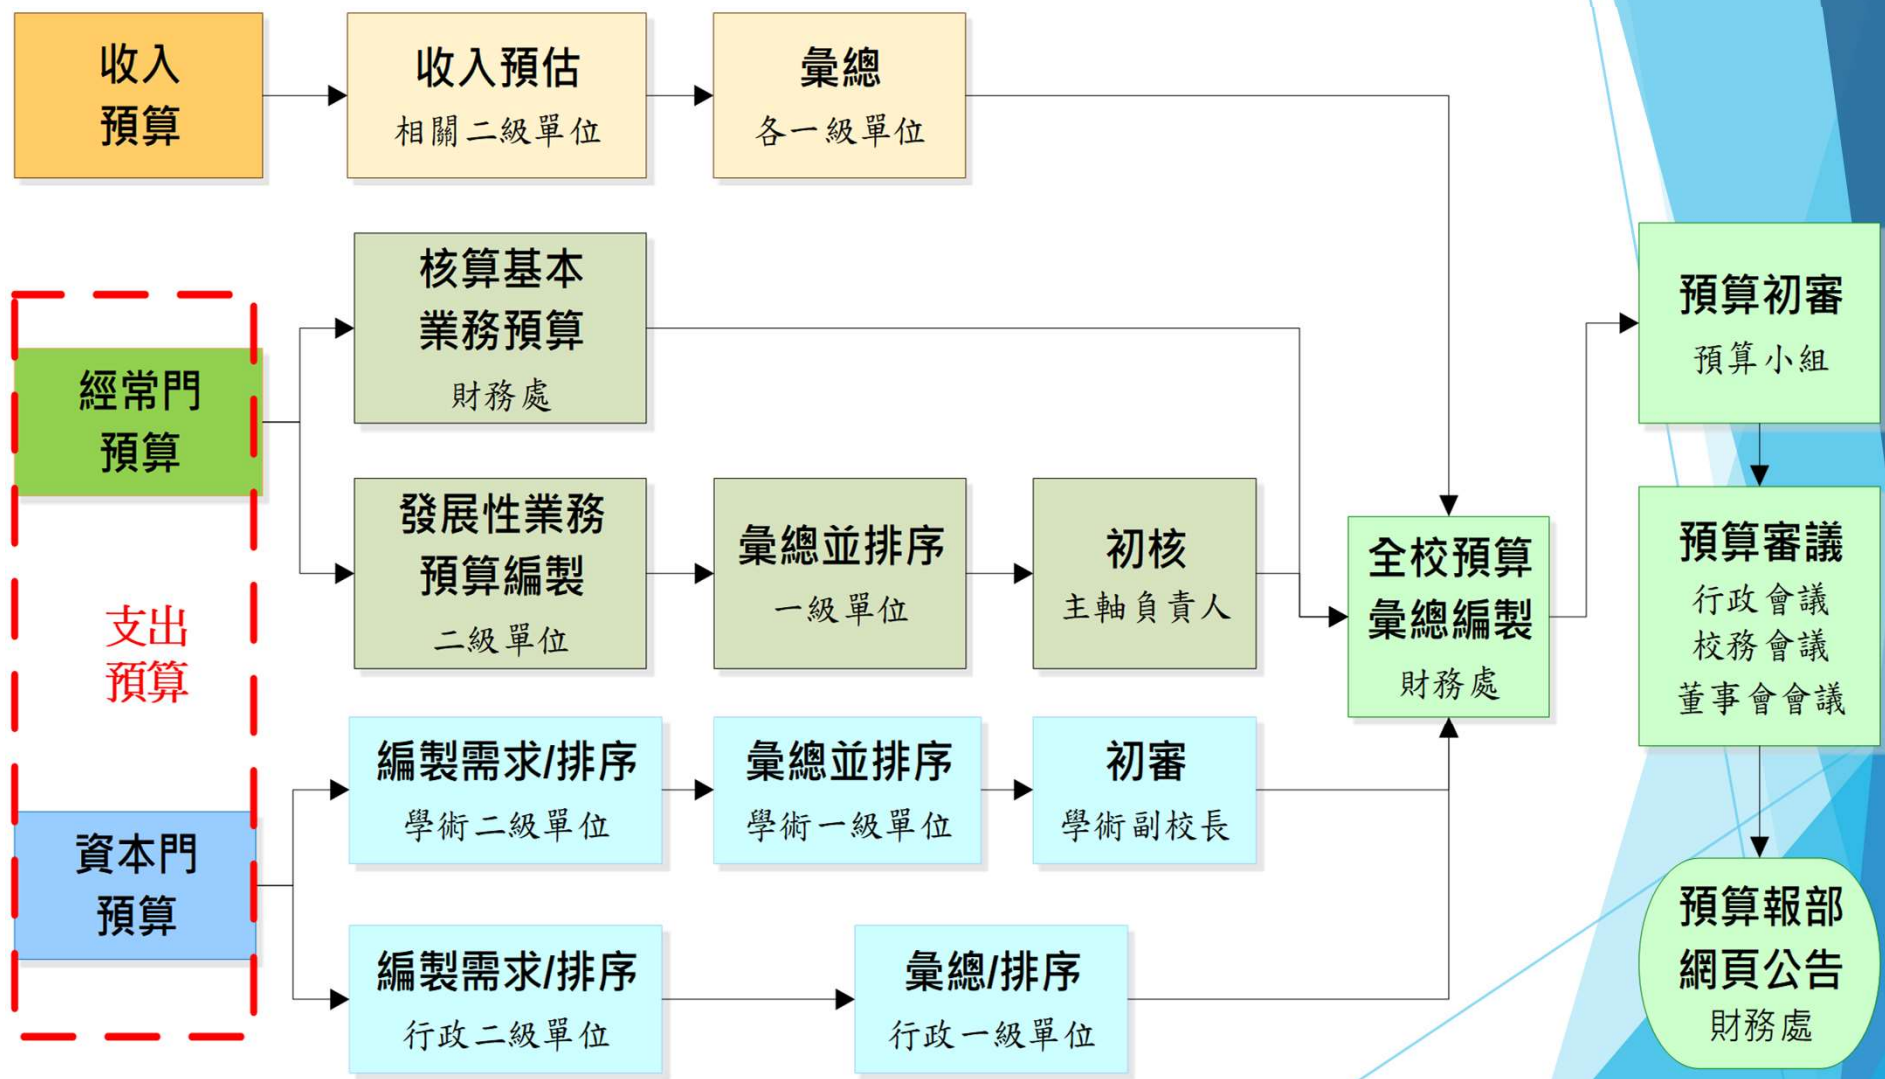 收入
預算
收入預估
相關二級單位
彙總
各一級單位
經常門
預算
核算基本
業務預算
財務處
發展性業務
預算編製
二級單位
彙總並排序
一級單位
初核
主軸負責人
支出
預算
資本門
預算
編製需求/排序
學術二級單位
彙總並排序
學術一級單位
初審
學術副校長
編製需求/排序
行政二級單位
彙總/排序
行政一級單位
全校預算
彙總編製
財務處
預算初審
預算小組
預算審議
行政會議
校務會議
董事會會議
預算報部
網頁公告
財務處